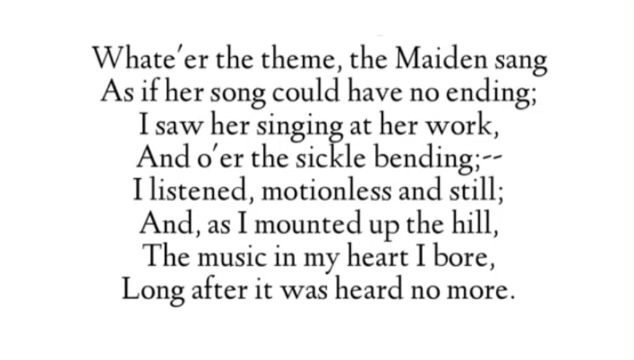 Whate'er the theme, the Maiden sang
As if her song could have no ending;
I saw her singing at her work,
And o'er the sickle bending;--
I listened, motionless and still;
And, as I mounted up the hill,
The music in my heart I bore,
Long after it was heard no more.